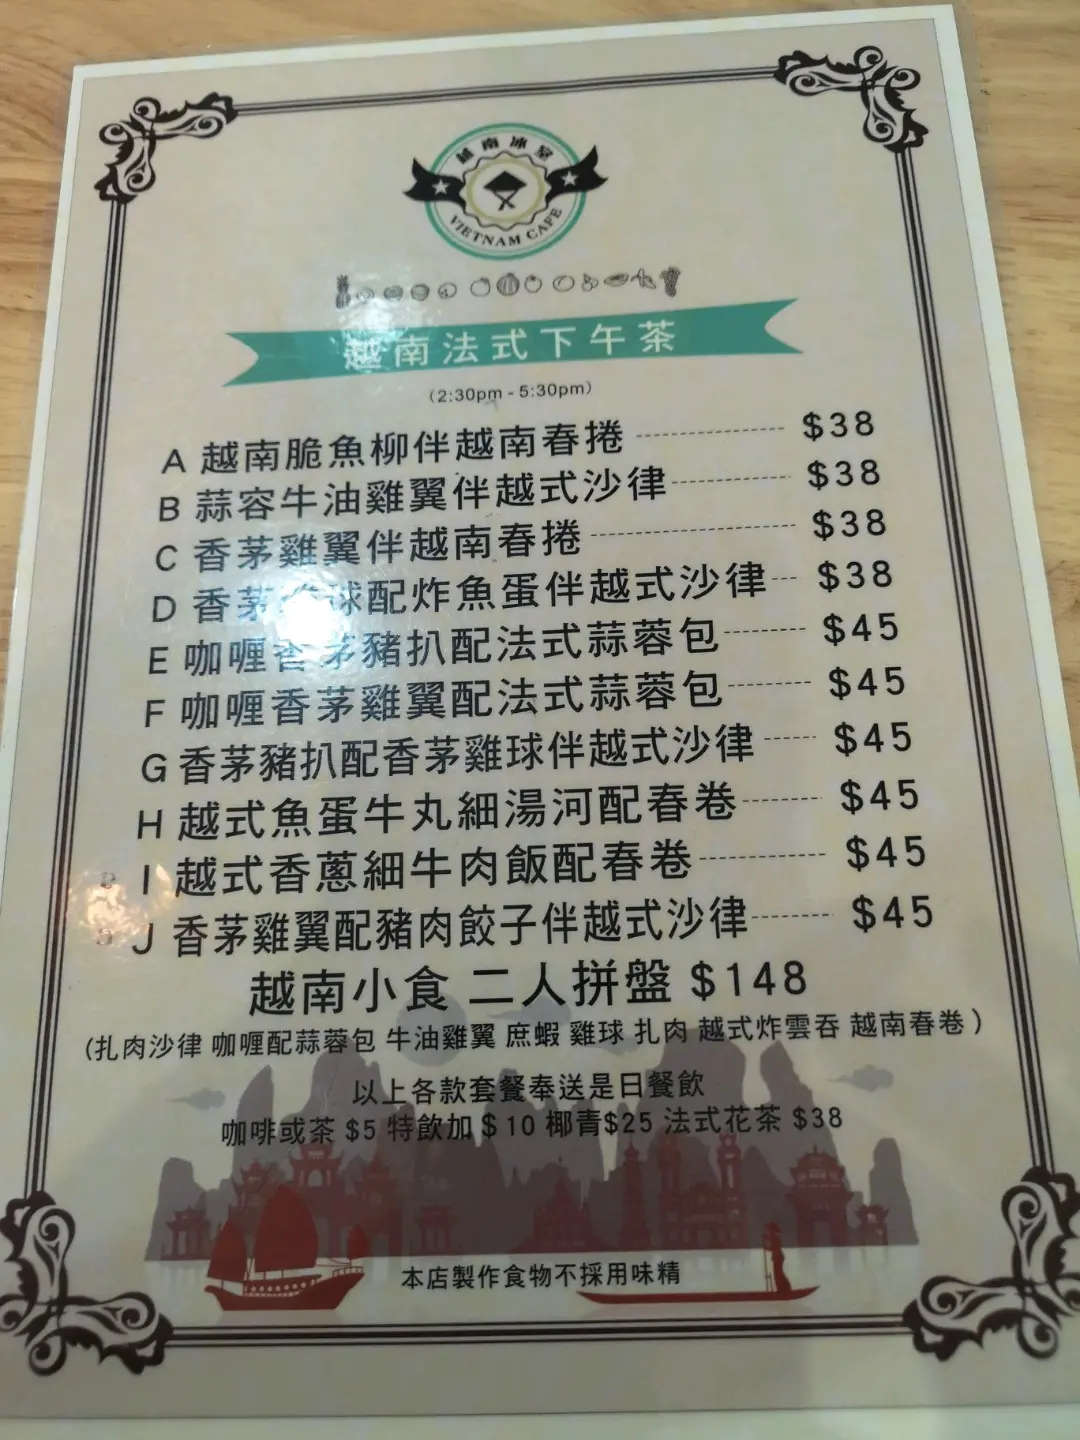 越南冰室
VIETNAM CAFE
越南法式下午茶
(2:30pm - 5:30pm)
A 越南脆魚柳伴越南春捲 $38
B 蒜容牛油雞翼伴越式沙律 $38
C 香茅雞翼伴越南春捲 $38
D 香茅雞球配炸魚蛋伴越式沙律 $38
E 咖喱香茅豬扒配法式蒜蓉包 $45
F 咖喱香茅雞翼配法式蒜蓉包 $45
G 香茅豬扒配香茅雞球伴越式沙律 $45
H 越式魚蛋牛丸細湯河配春卷 $45
I 越式香蔥細牛肉飯配春卷 $45
J 香茅雞翼配豬肉餃子伴越式沙律 $45
越南小食 二人拼盤 $148
(扎肉沙律 咖喱配蒜蓉包 牛油雞翼 庶蝦 雞球 扎肉 越式炸雲吞 越南春卷)
以上各款套餐奉送是日餐飲
咖啡或茶 $5 特飲加 $10 椰青$25 法式花茶 $38
本店製作食物不採用味精